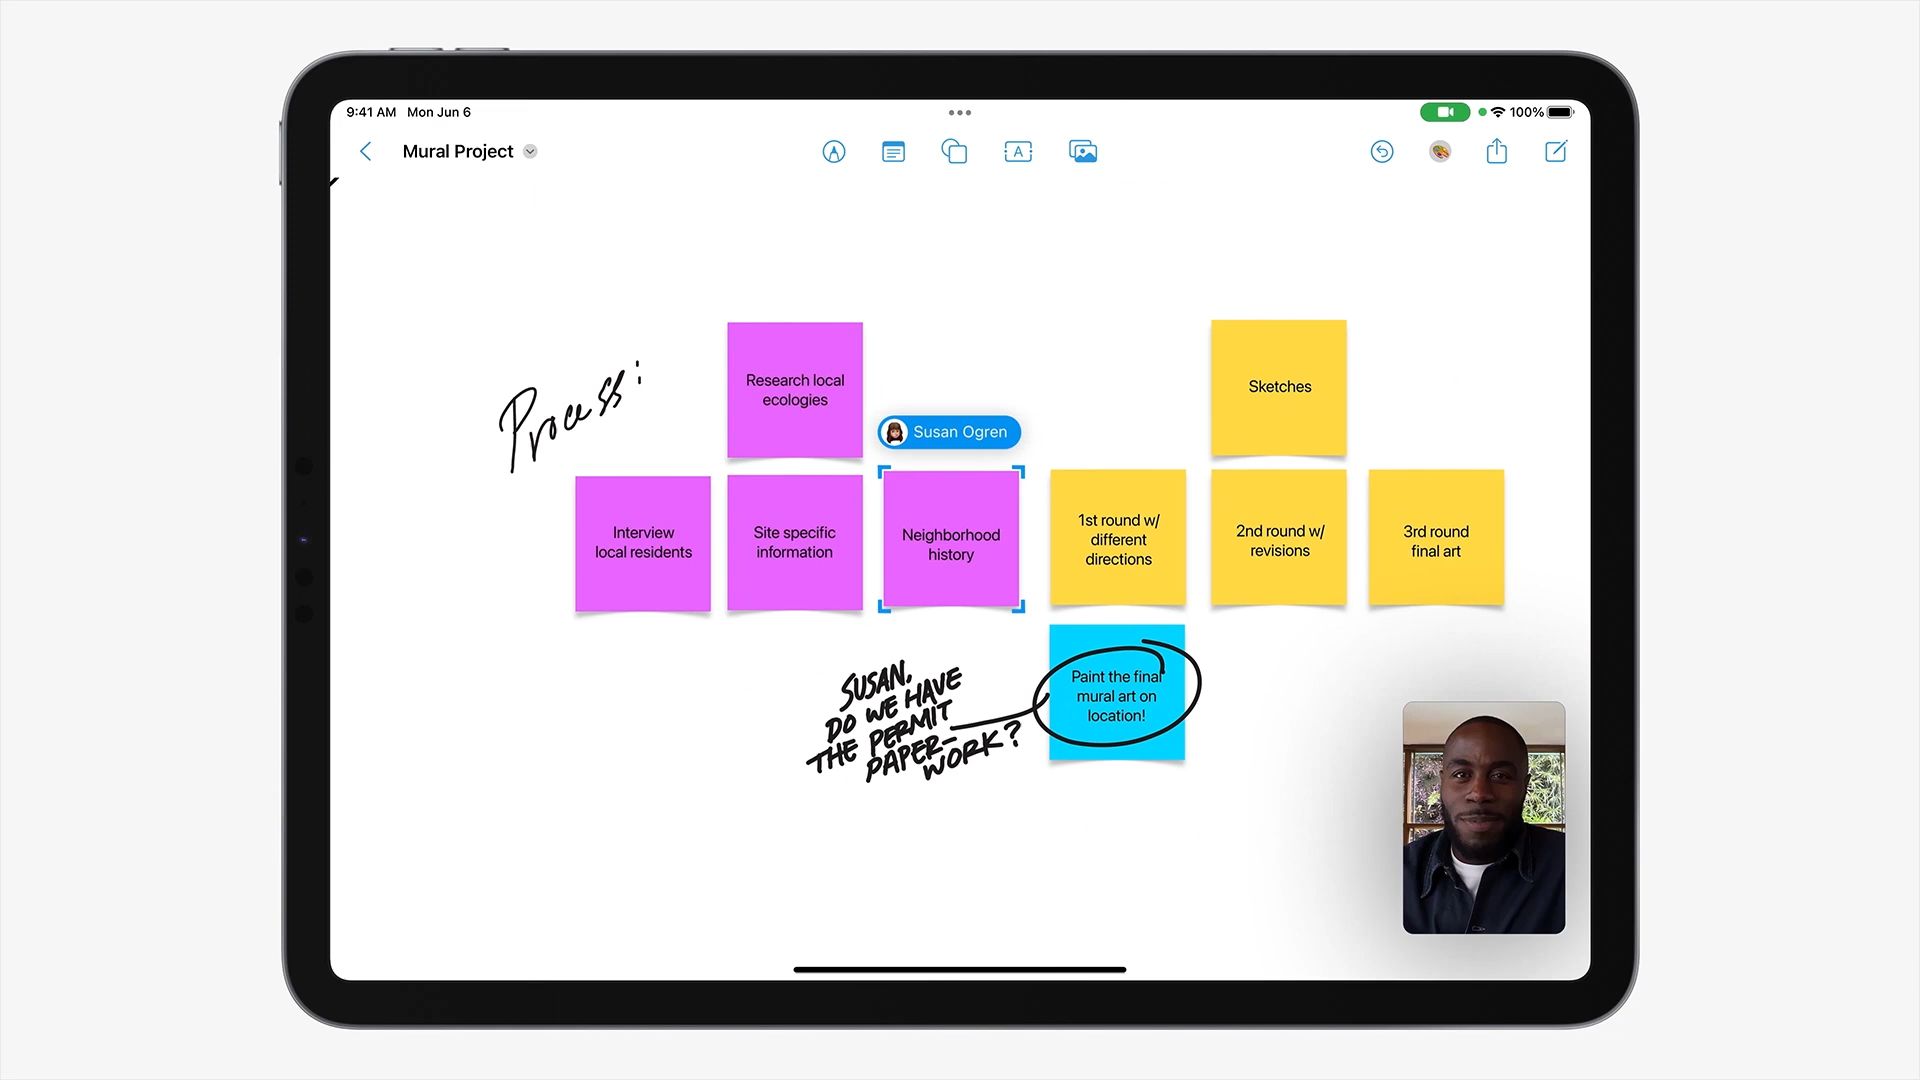 9:41 AM Mon Jun 6
100%
Mural Project
A
Process:
Research local
ecologies
Sketches
Susan Ogren
Interview
local residents
Site specific
information
Neighborhood
history
1st round w/
different
directions
2nd round w/
revisions
3rd round
final art
SUSAN,
DO WE HAVE
THE PERMIT
PAPER-
WORK?
Paint the final
mural art on
location!